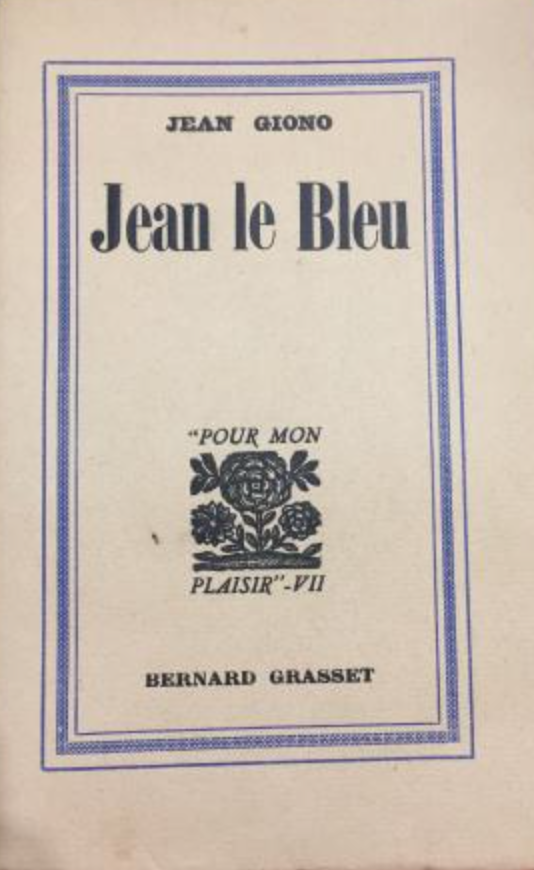 JEAN GIONO
Jean le Bleu
"POUR MON
PLAISIR"-VII
BERNARD GRASSET